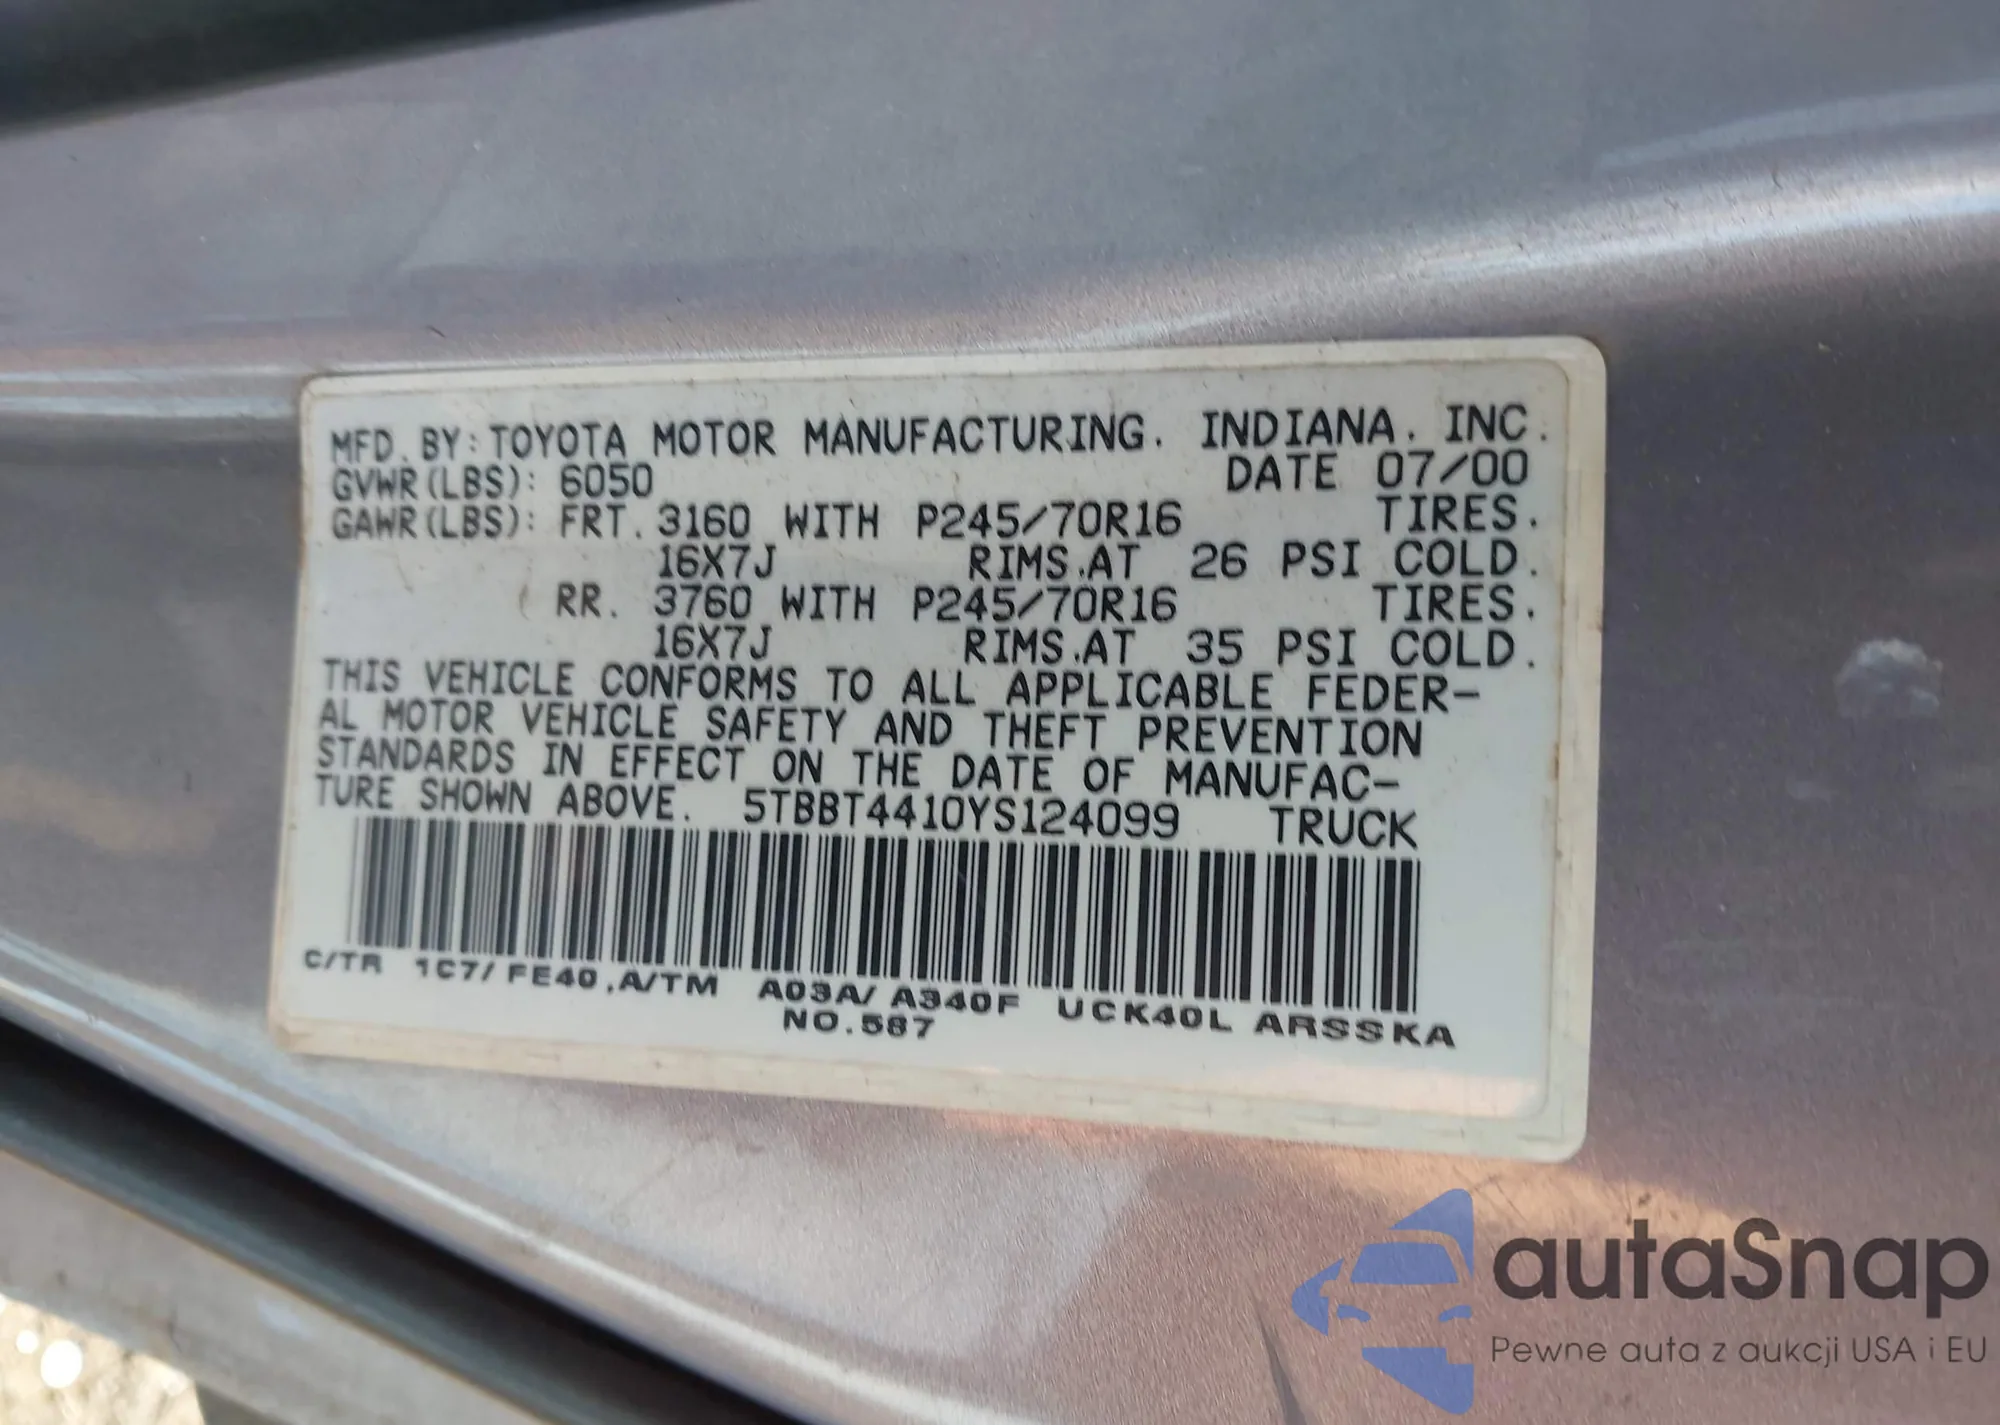 MFD. BY: TOYOTA MOTOR MANUFACTURING. INDIANA. INC.
GVWR(LBS): 6050 DATE 07/00
GAWR(LBS): FRT. 3160 WITH P245/70R16 TIRES.
16X7J RIMS.AT 26 PSI COLD.
RR. 3760 WITH P245/70R16 TIRES.
16X7J RIMS.AT 35 PSI COLD.
THIS VEHICLE CONFORMS TO ALL APPLICABLE FEDER-
AL MOTOR VEHICLE SAFETY AND THEFT PREVENTION
STANDARDS IN EFFECT ON THE DATE OF MANUFAC-
TURE SHOWN ABOVE. 5TBBT4410YS124099 TRUCK
C/TR 1C7/FE40,A/TM A03A/A340F UCK40L ARSSKA
NO.587
autaSnap
Pewne auta z aukcji USA i EU